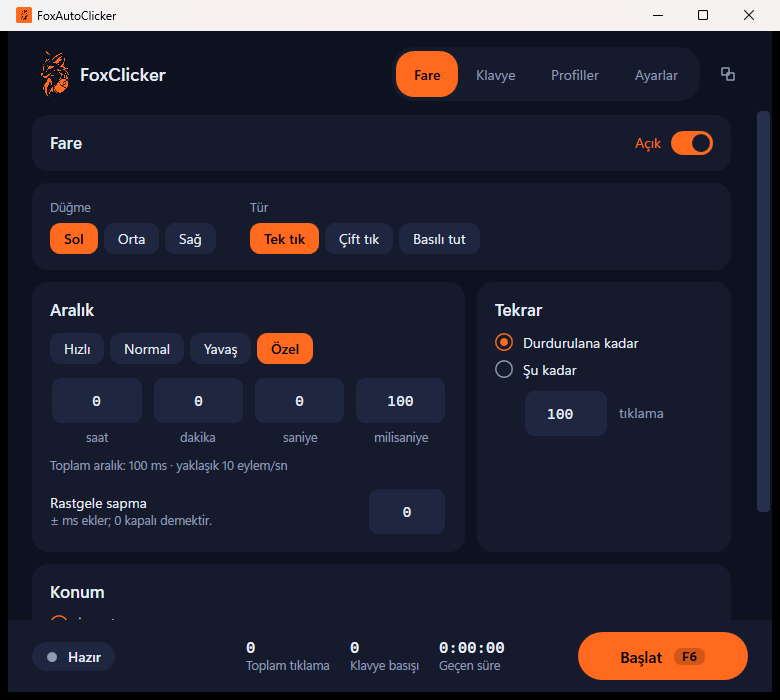 FoxAutoClicker
FoxClicker
Fare
Klavye
Profiller
Ayarlar
Fare
Açık
Düğme
Tür
Sol
Orta
Sağ
Tek tık
Çift tık
Basılı tut
Aralık
Hızlı
Normal
Yavaş
Özel
0
0
0
100
saat
dakika
saniye
milisaniye
Toplam aralık: 100 ms · yaklaşık 10 eylem/sn
Rastgele sapma
± ms ekler; 0 kapalı demektir.
0
Tekrar
Durdurulana kadar
Şu kadar
100
tıklama
Konum
Hazır
0
Toplam tıklama
0
Klavye basışı
0:00:00
Geçen süre
Başlat
F6